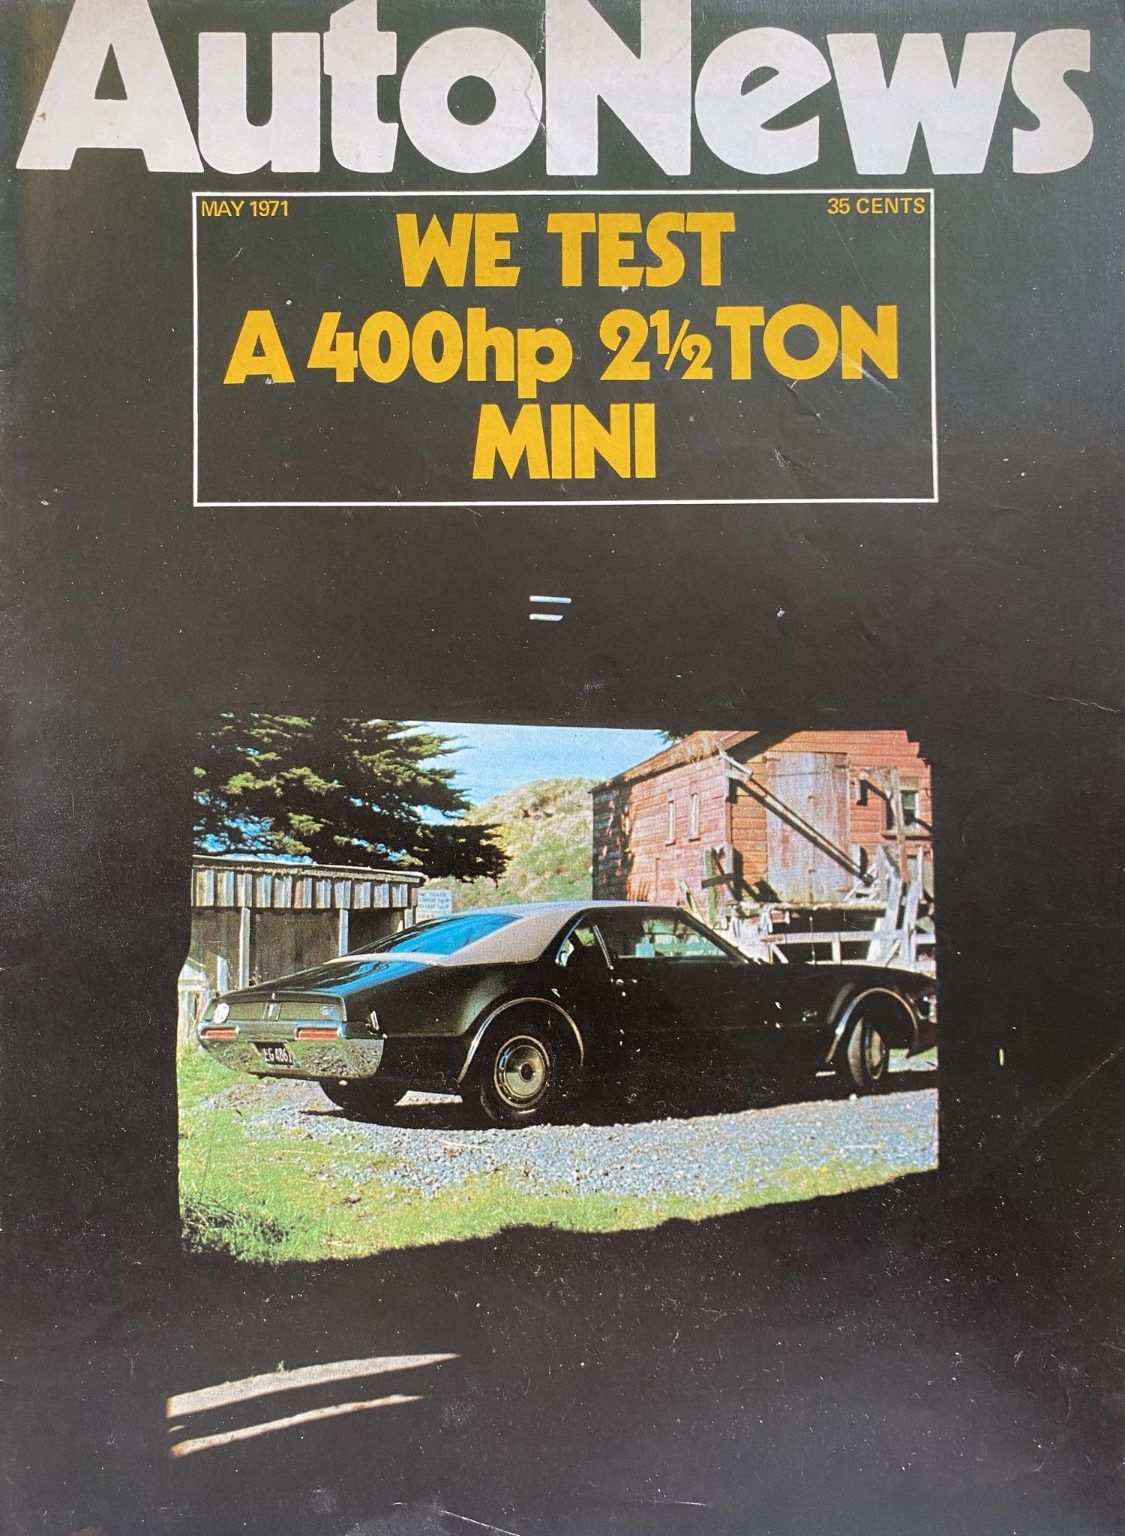 AutoNews
MAY 1971
35 CENTS
WE TEST
A 400hp 2½ TON
MINI